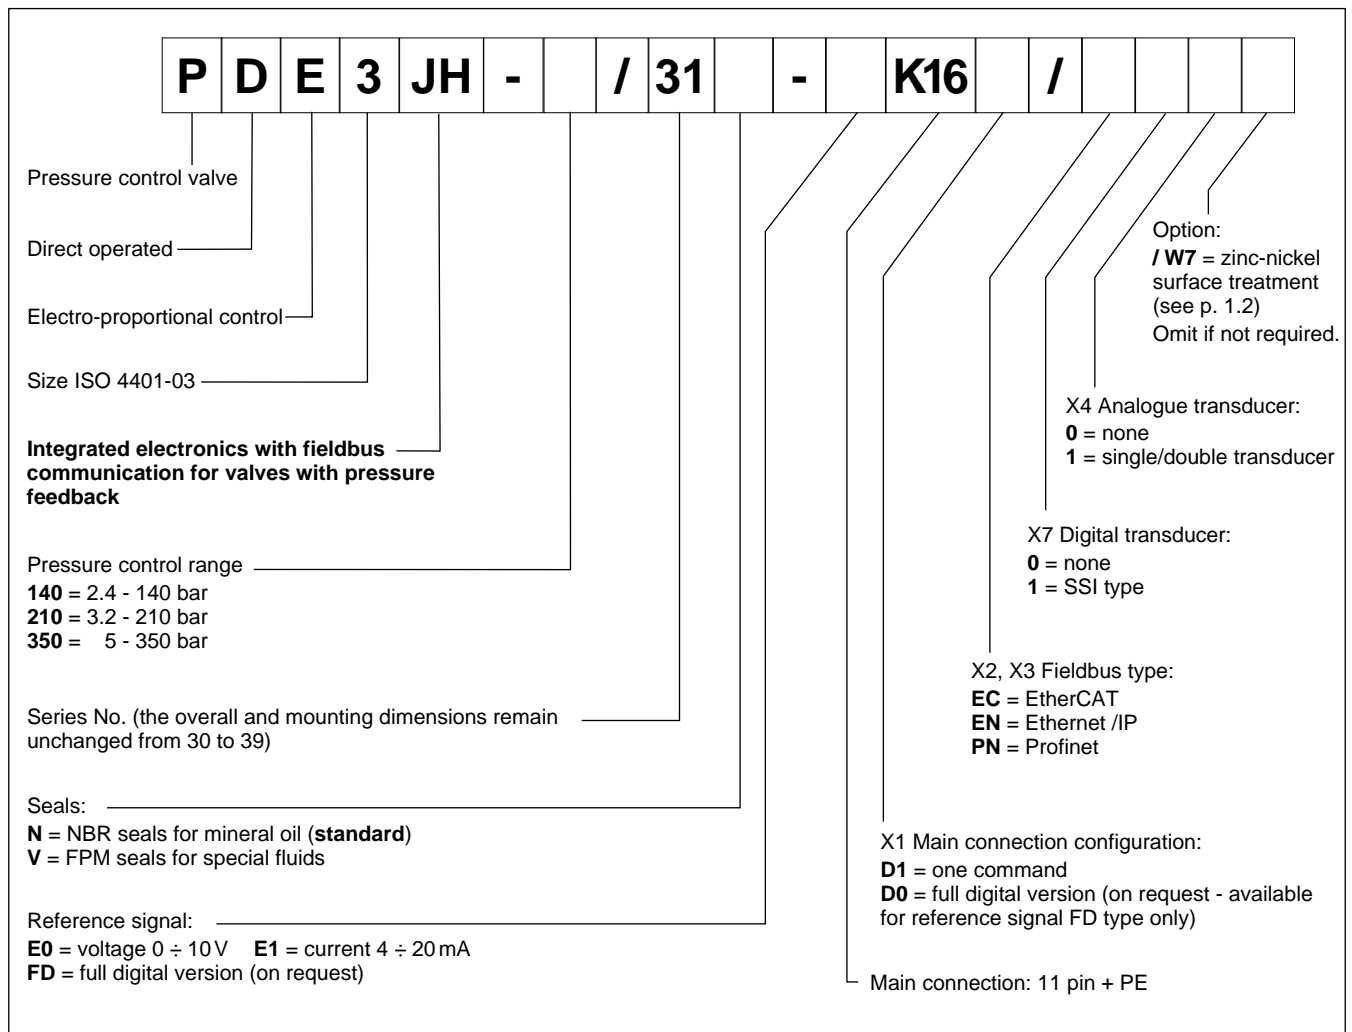 P D E 3 JH - / 31 - K16 /
Pressure control valve
Direct operated
Electro-proportional control
Size ISO 4401-03
Integrated electronics with fieldbus
communication for valves with pressure
feedback
Pressure control range
140 = 2.4 - 140 bar
210 = 3.2 - 210 bar
350 = 5 - 350 bar
Series No. (the overall and mounting dimensions remain
unchanged from 30 to 39)
Seals:
N = NBR seals for mineral oil (standard)
V = FPM seals for special fluids
Reference signal:
E0 = voltage 0 ÷ 10 V E1 = current 4 ÷ 20 mA
FD = full digital version (on request)
Option:
/ W7 = zinc-nickel
surface treatment
(see p. 1.2)
Omit if not required.
X4 Analogue transducer:
0 = none
1 = single/double transducer
X7 Digital transducer:
0 = none
1 = SSI type
X2, X3 Fieldbus type:
EC = EtherCAT
EN = Ethernet /IP
PN = Profinet
X1 Main connection configuration:
D1 = one command
D0 = full digital version (on request - available
for reference signal FD type only)
Main connection: 11 pin + PE